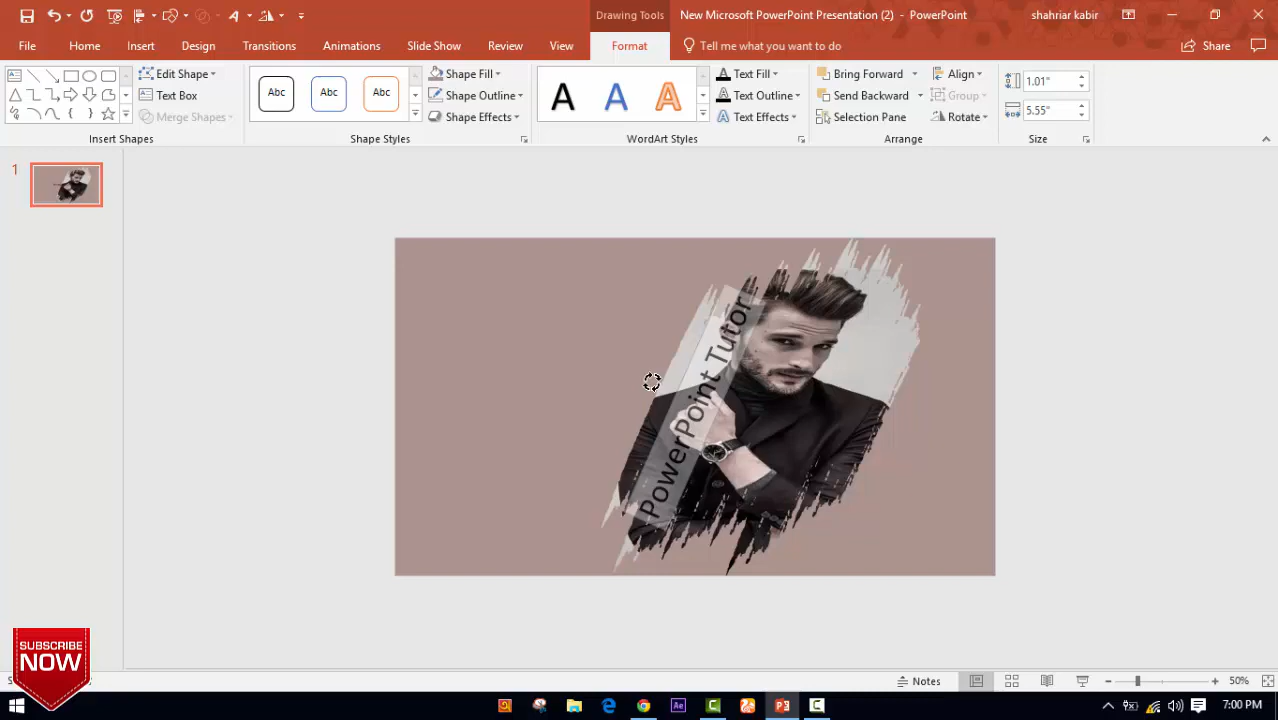 Drawing Tools
New Microsoft PowerPoint Presentation (2) - PowerPoint
shahriar kabir
File
Home
Insert
Design
Transitions
Animations
Slide Show
Review
View
Format
Tell me what you want to do
Share
Edit Shape
Text Box
Merge Shapes
Insert Shapes
Abc
Abc
Abc
Shape Fill
Shape Outline
Shape Effects
Shape Styles
A
A
A
Text Fill
Text Outline
Text Effects
WordArt Styles
Bring Forward
Send Backward
Selection Pane
Align
Group
Rotate
Arrange
1.01"
5.55"
Size
1
PowerPoint Tutor
SUBSCRIBE
NOW
Notes
50%
7:00 PM